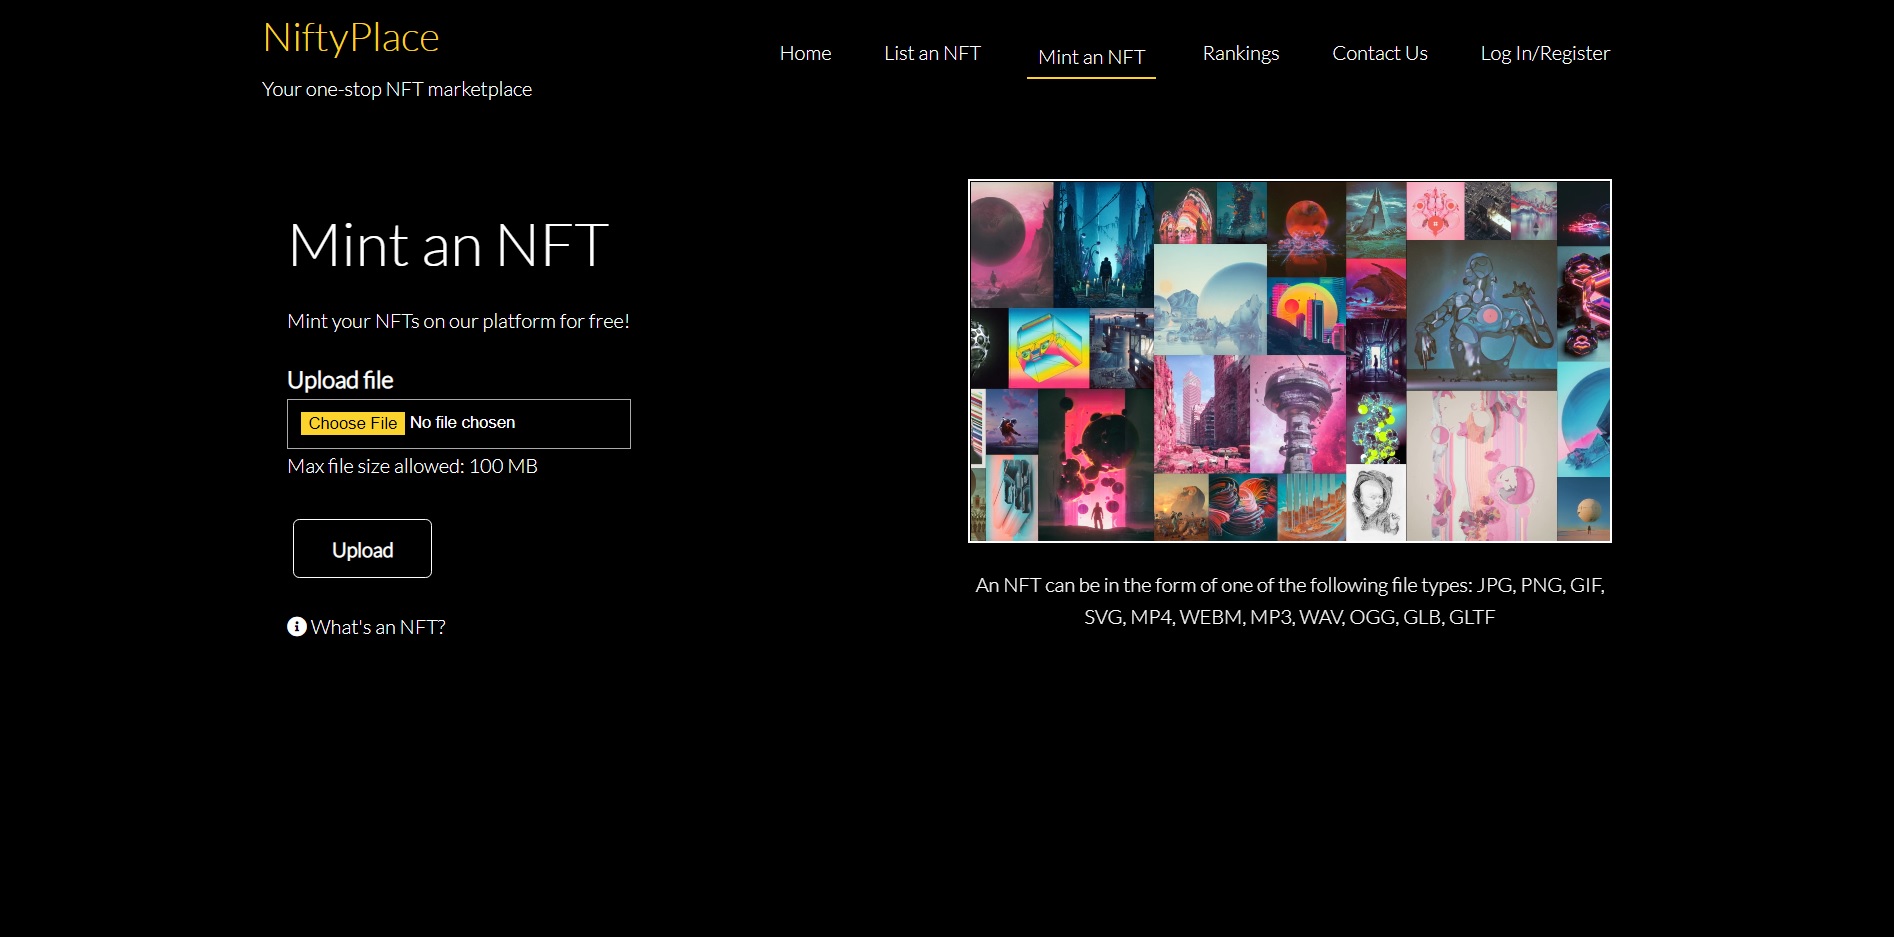 NiftyPlace
Your one-stop NFT marketplace
Home
List an NFT
Mint an NFT
Rankings
Contact Us
Log In/Register
Mint an NFT
Mint your NFTs on our platform for free!
Upload file
Choose File No file chosen
Max file size allowed: 100 MB
Upload
What's an NFT?
An NFT can be in the form of one of the following file types: JPG, PNG, GIF,
SVG, MP4, WEBM, MP3, WAV, OGG, GLB, GLTF